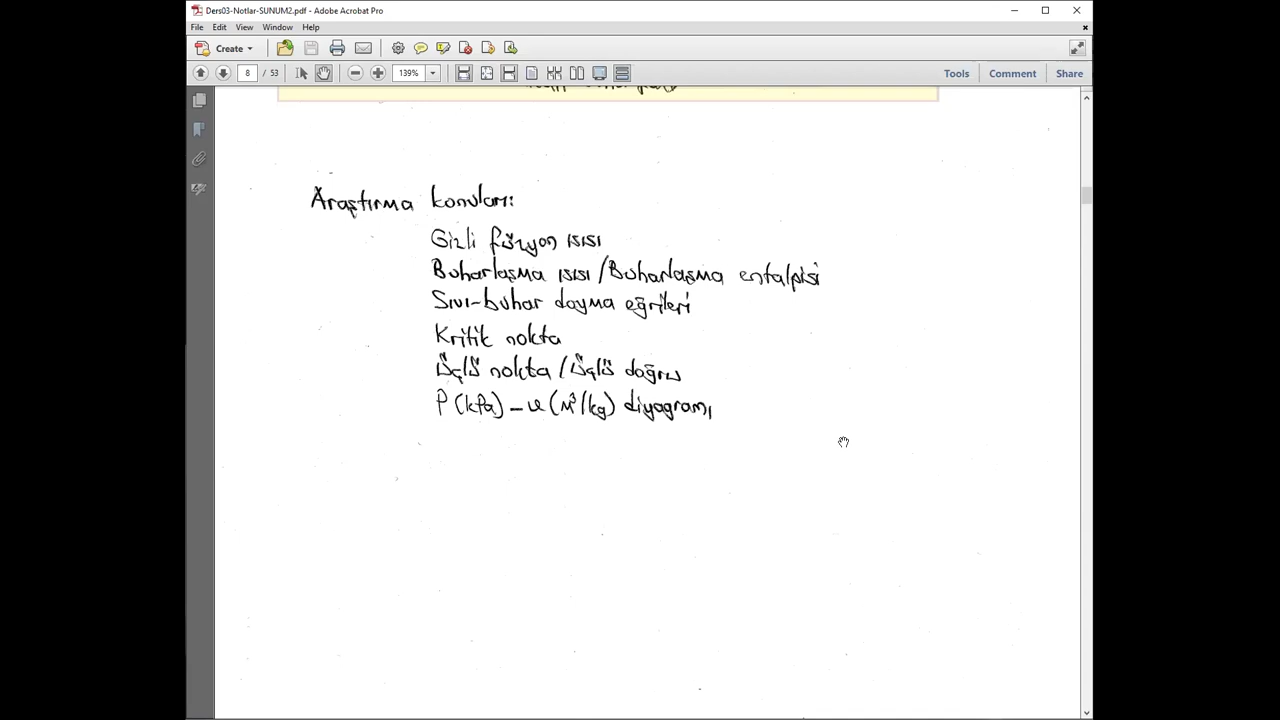 Ders03-Notlar-SUNUM2.pdf - Adobe Acrobat Pro
File Edit View Window Help
Create
8 / 53 139% Tools Comment Share
Araştırma konuları:
Gizli füzyon ısısı
Buharlaşma ısısı / Buharlaşma entalpisi
Sıvı-buhar doyma eğrileri
Kritik nokta
Üçlü nokta / Üçlü doğru
P (kPa) - v (m³/kg) diyagramı